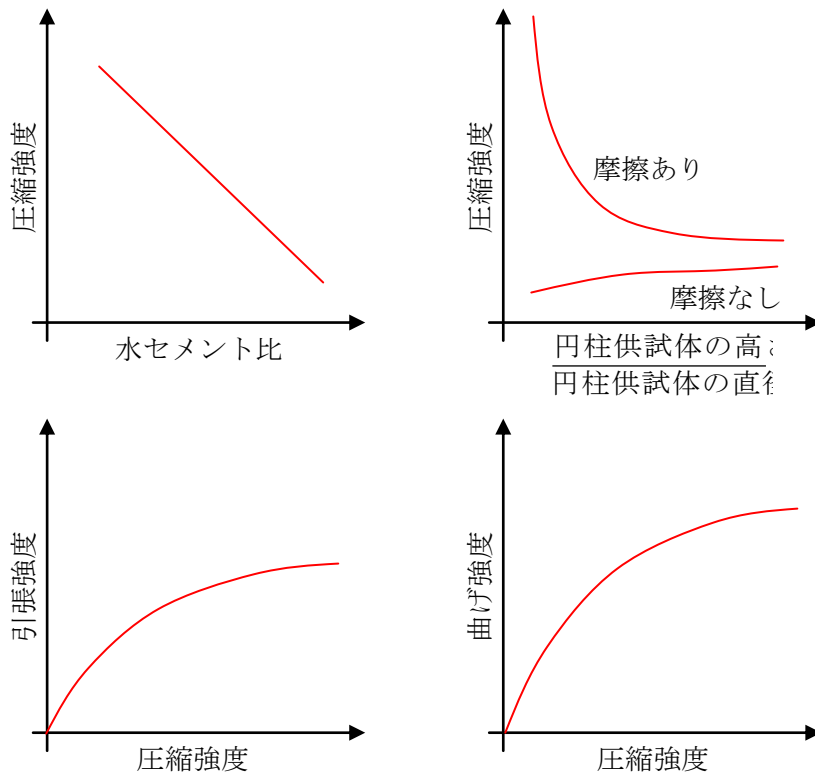 圧縮強度
水セメント比
圧縮強度
摩擦あり
摩擦なし
円柱供試体の高
円柱供試体の直
引張強度
圧縮強度
曲げ強度
圧縮強度